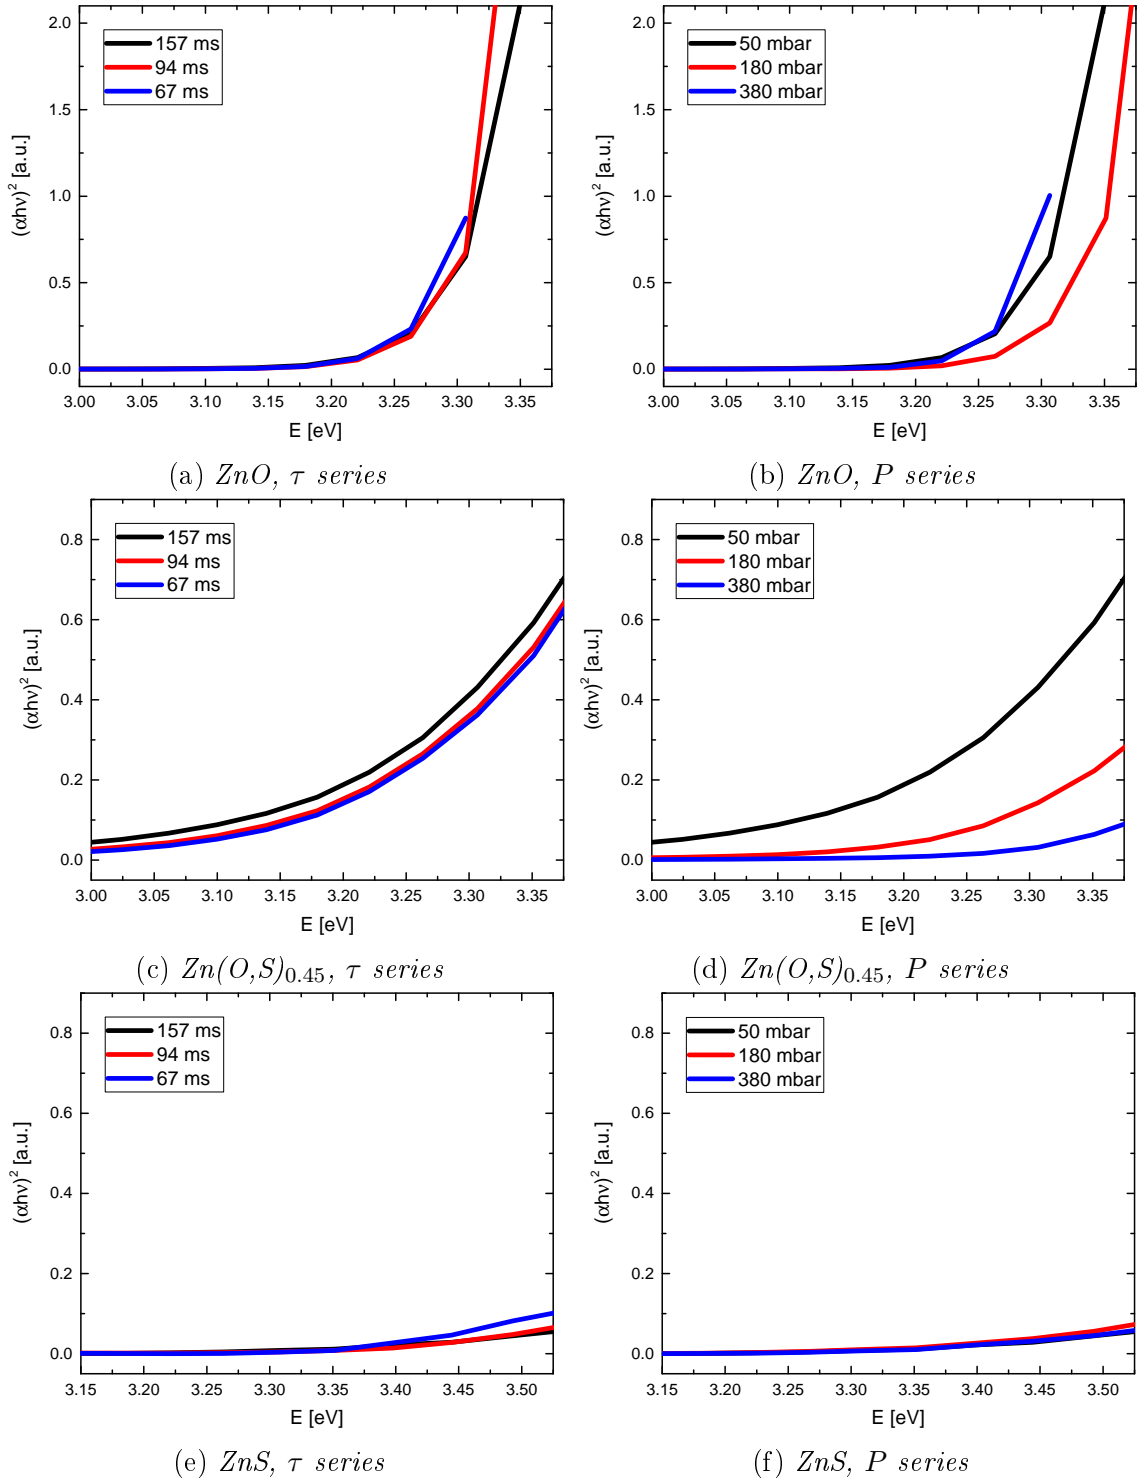 2.0
1.5
1.0
0.5
0.0
(αhν)² [a.u.]
157 ms
94 ms
67 ms
3.00 3.05 3.10 3.15 3.20 3.25 3.30 3.35
E [eV]
(a) ZnO, τ series
2.0
1.5
1.0
0.5
0.0
(αhν)² [a.u.]
50 mbar
180 mbar
380 mbar
3.00 3.05 3.10 3.15 3.20 3.25 3.30 3.35
E [eV]
(b) ZnO, P series
0.8
0.6
0.4
0.2
0.0
(αhν)² [a.u.]
157 ms
94 ms
67 ms
3.00 3.05 3.10 3.15 3.20 3.25 3.30 3.35
E [eV]
(c) Zn(O,S)₀.₄₅, τ series
0.8
0.6
0.4
0.2
0.0
(αhν)² [a.u.]
50 mbar
180 mbar
380 mbar
3.00 3.05 3.10 3.15 3.20 3.25 3.30 3.35
E [eV]
(d) Zn(O,S)₀.₄₅, P series
0.8
0.6
0.4
0.2
0.0
(αhν)² [a.u.]
157 ms
94 ms
67 ms
3.15 3.20 3.25 3.30 3.35 3.40 3.45 3.50
E [eV]
(e) ZnS, τ series
0.8
0.6
0.4
0.2
0.0
(αhν)² [a.u.]
50 mbar
180 mbar
380 mbar
3.15 3.20 3.25 3.30 3.35 3.40 3.45 3.50
E [eV]
(f) ZnS, P series